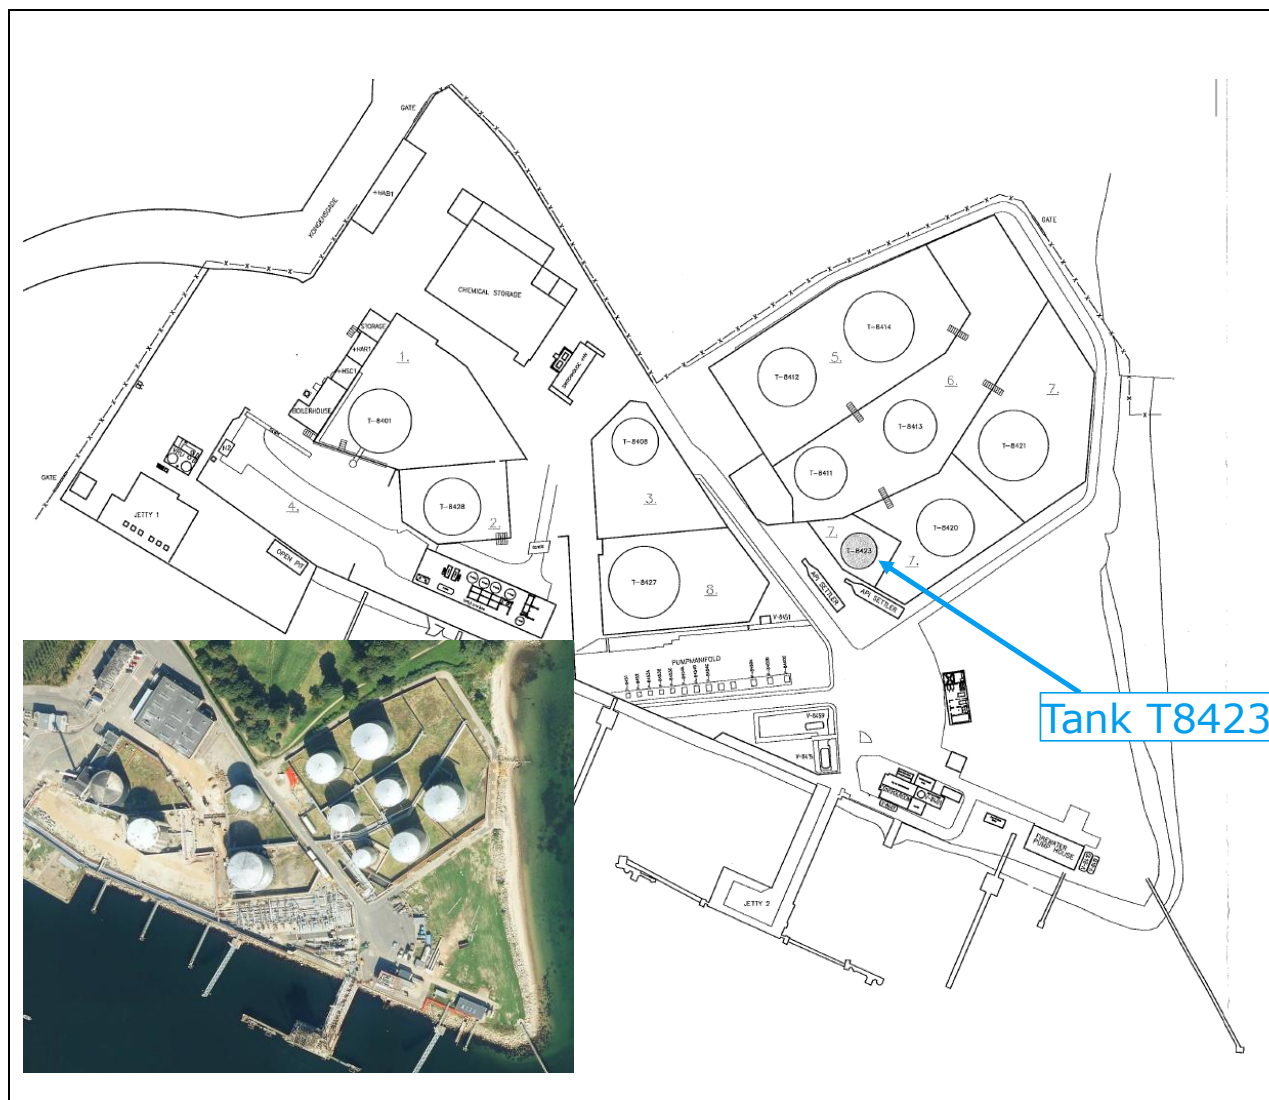 GATE
KONGENSGADE
+HAB1
GATE
CHEMICAL STORAGE
STORAGE
+HAR1
+HSC1
BOILERHOUSE
1.
T-8401
T-8414
5.
T-8412
6.
7.
T-8413
T-8421
T-8408
T-8411
3.
GATE
JETTY 1
4.
OPEN PIT
T-8428
2.
T-8420
7.
T-8423
7.
API SETTLER
API SETTLER
T-8427
8.
V-8451
PUMPMANIFOLD
Tank T8423
V-8459
FIREWATER
PUMP HOUSE
JETTY 2